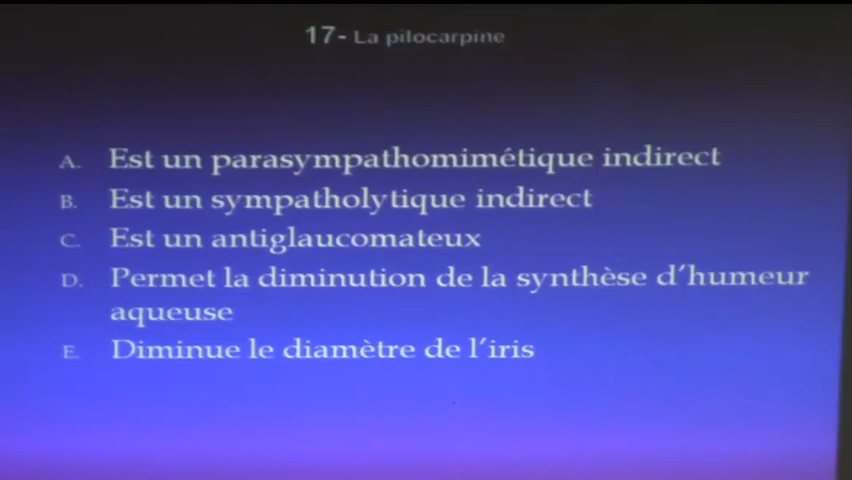 17- La pilocarpine
A. Est un parasympathomimétique indirect
B. Est un sympatholytique indirect
C. Est un antiglaucomateux
D. Permet la diminution de la synthèse d'humeur
aqueuse
E. Diminue le diamètre de l'iris